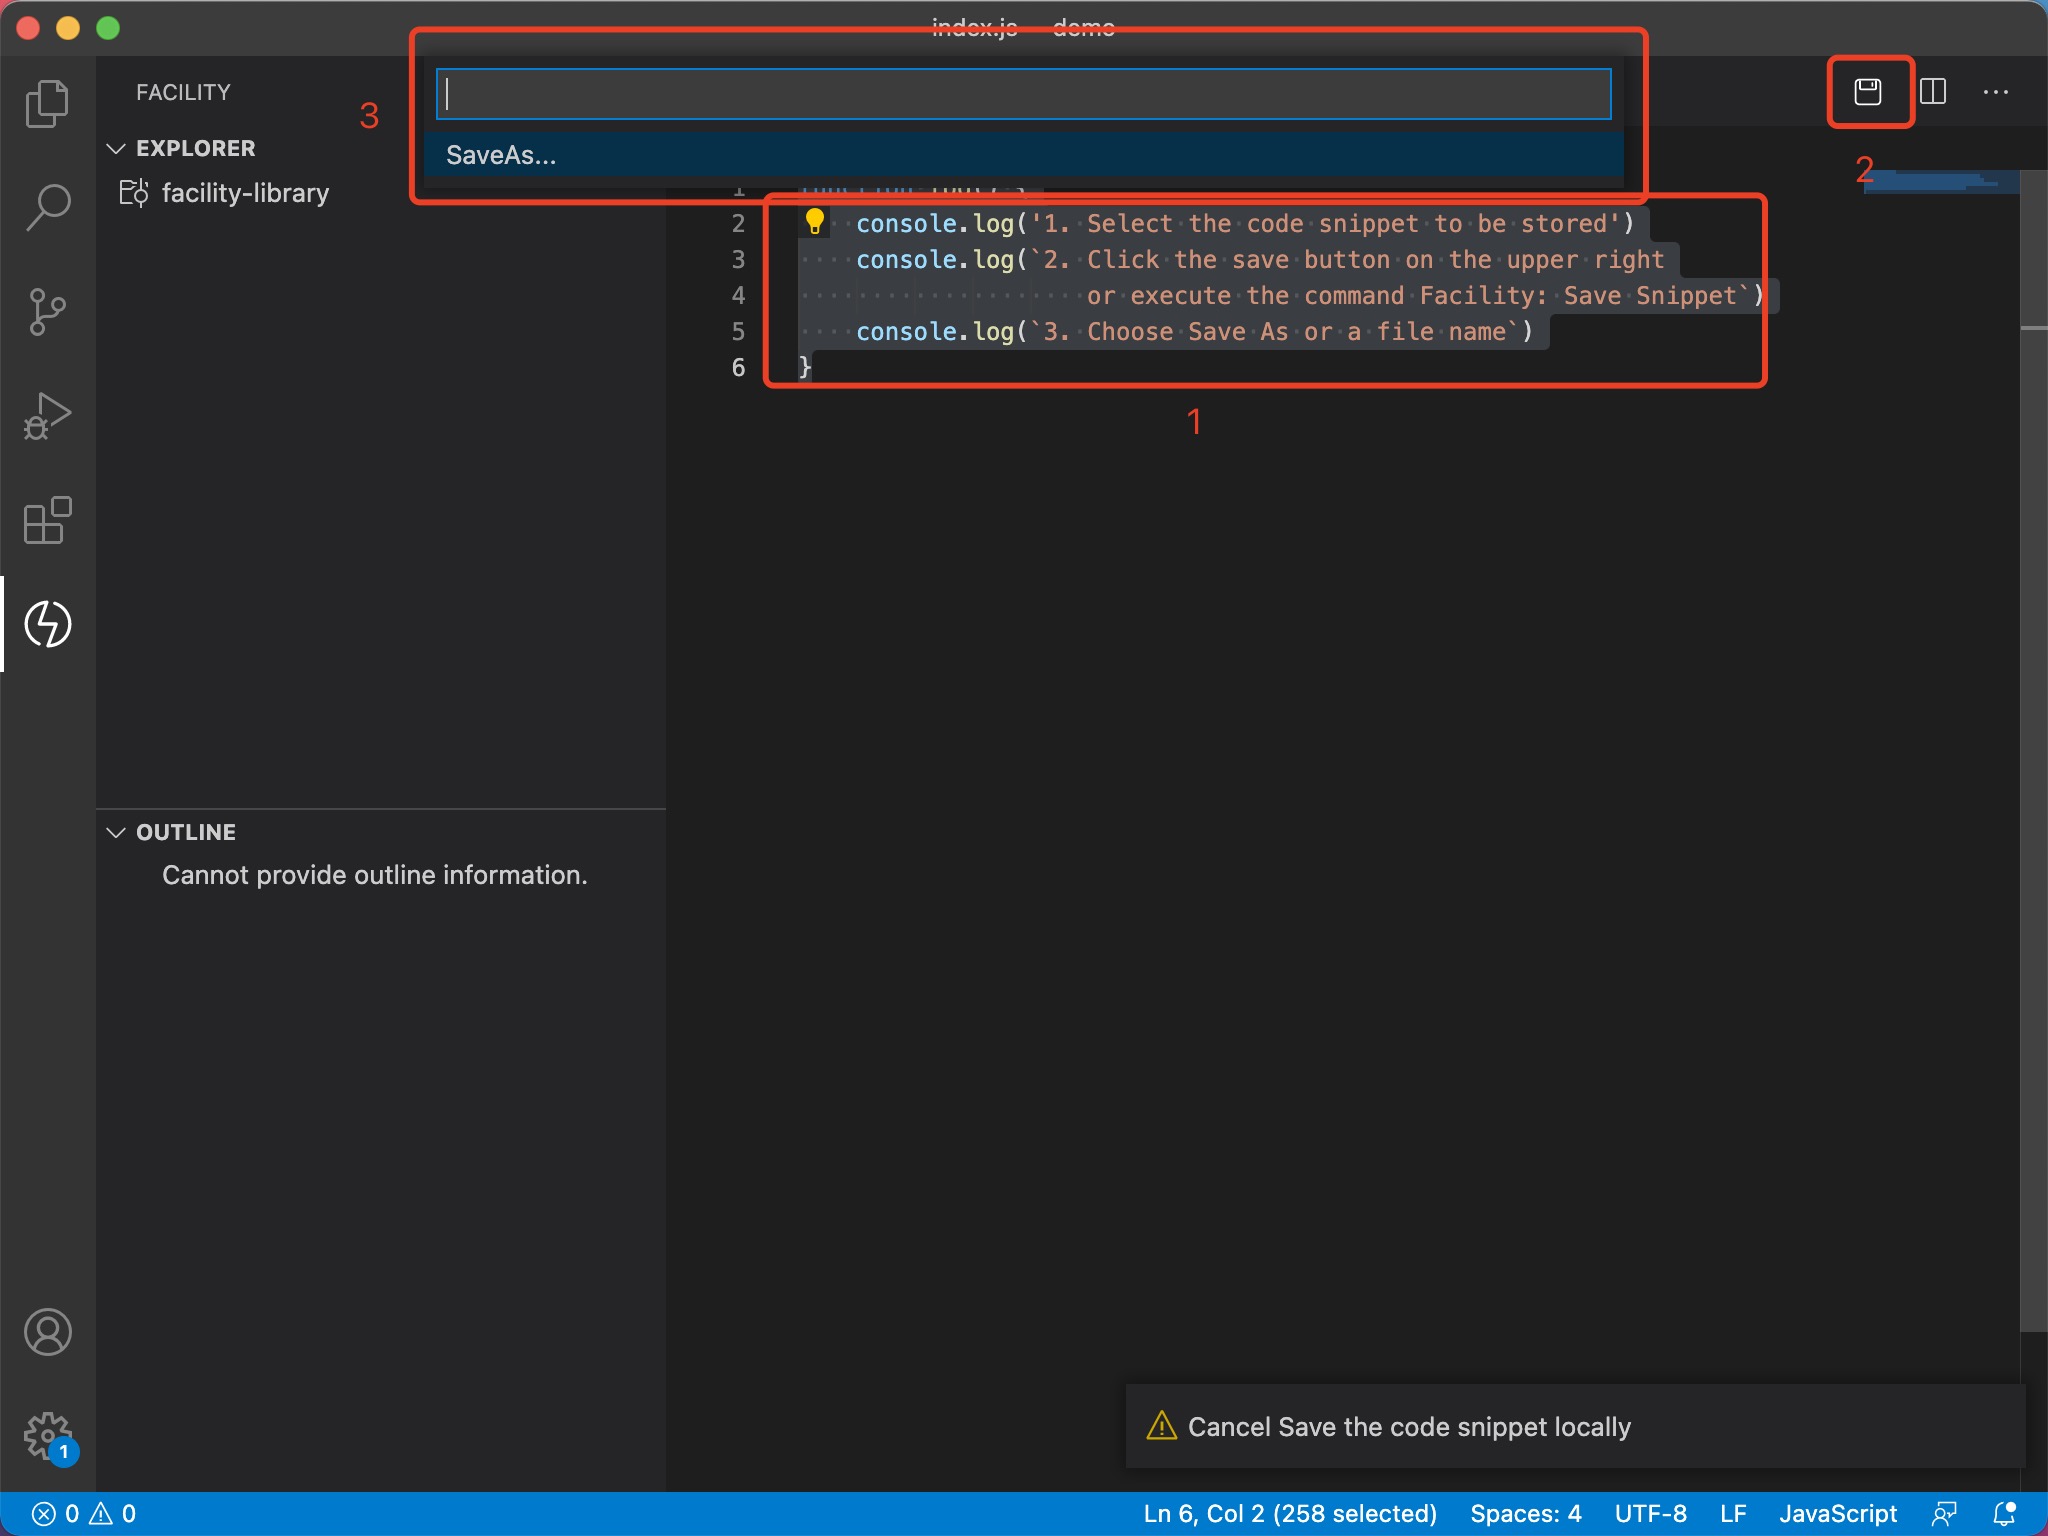 index.js — demo
FACILITY
3
EXPLORER
SaveAs...
facility-library
2
1 function log() {
2 console.log('1. Select the code snippet to be stored')
3 console.log(`2. Click the save button on the upper right
4 or execute the command Facility: Save Snippet`)
5 console.log(`3. Choose Save As or a file name`)
6 }
1
OUTLINE
Cannot provide outline information.
Cancel Save the code snippet locally
1
0 0
Ln 6, Col 2 (258 selected) Spaces: 4 UTF-8 LF JavaScript